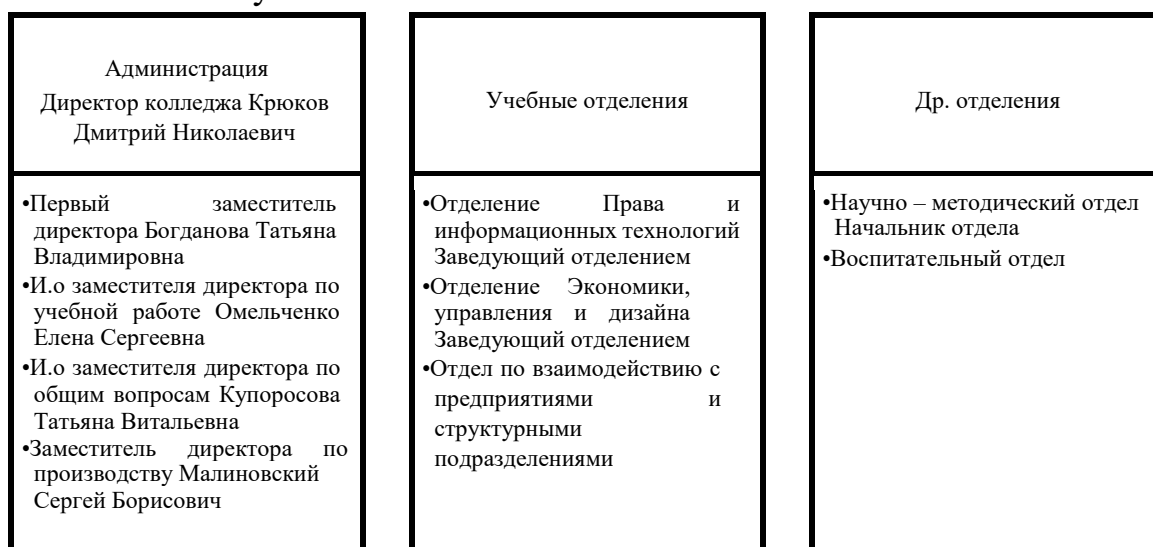 у
Администрация
Директор колледжа Крюков
Дмитрий Николаевич
•Первый заместитель
директора Богданова Татьяна
Владимировна
•И.о заместителя директора по
учебной работе Омельченко
Елена Сергеевна
•И.о заместителя директора по
общим вопросам Купоросова
Татьяна Витальевна
•Заместитель директора по
производству Малиновский
Сергей Борисович
Учебные отделения
•Отделение Права и
информационных технологий
Заведующий отделением
•Отделение Экономики,
управления и дизайна
Заведующий отделением
•Отдел по взаимодействию с
предприятиями и
структурными
подразделениями
Др. отделения
•Научно – методический отдел
Начальник отдела
•Воспитательный отдел